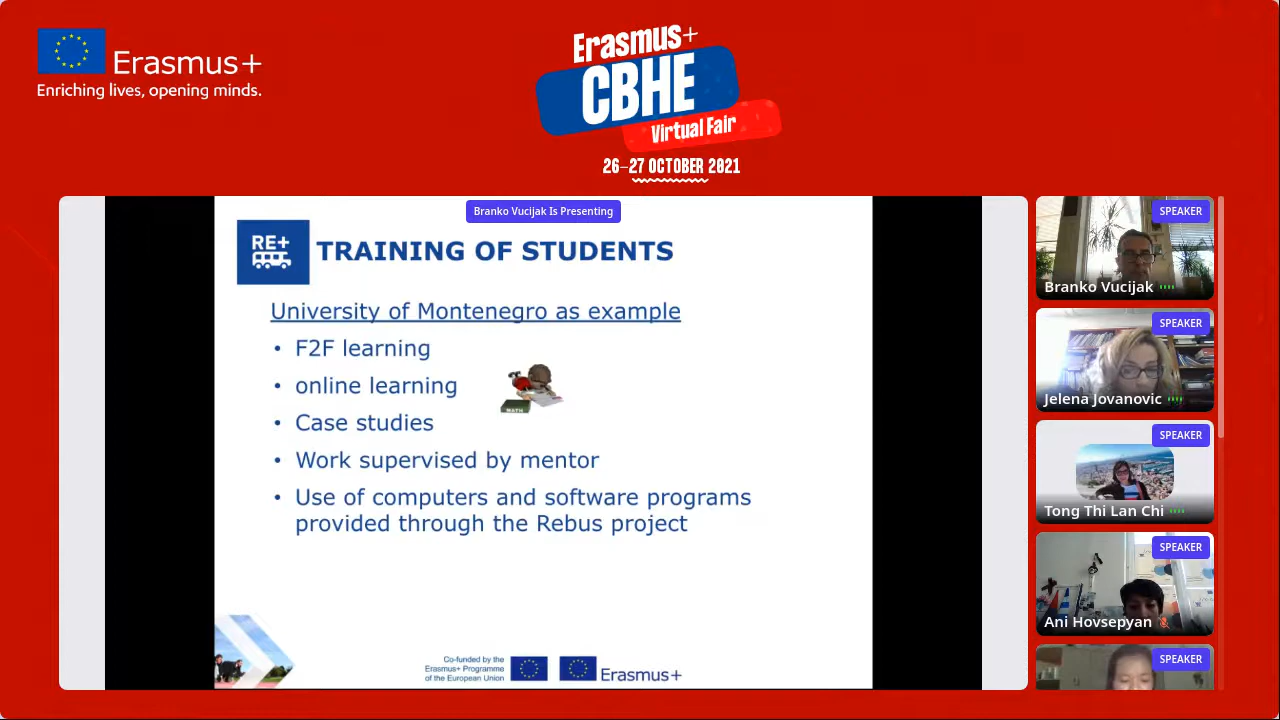 Erasmus+
Enriching lives, opening minds.
Erasmus+
CBHE
Virtual Fair
26–27 OCTOBER 2021
Branko Vucijak Is Presenting
RE+
TRAINING OF STUDENTS
University of Montenegro as example
• F2F learning
• online learning
MATH
• Case studies
• Work supervised by mentor
• Use of computers and software programs
provided through the Rebus project
Co-funded by the
Erasmus+ Programme
of the European Union
Erasmus+
SPEAKER
Branko Vucijak
SPEAKER
Jelena Jovanovic
SPEAKER
Tong Thi Lan Chi
SPEAKER
Ani Hovsepyan
SPEAKER